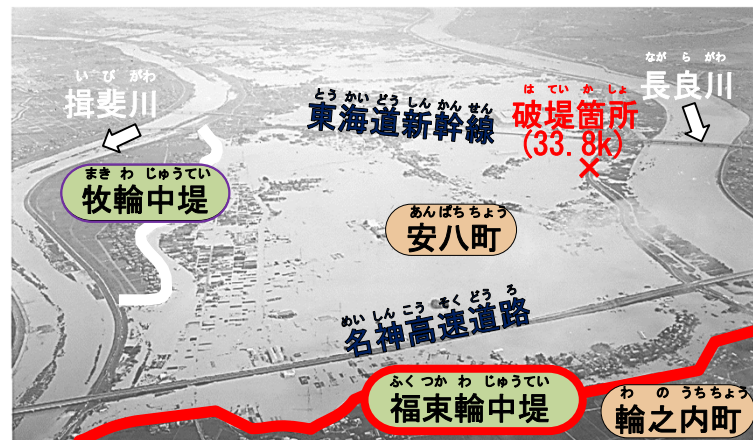 いびがわ
揖斐川
とうかいどうしんかんせん
東海道新幹線
はていかしょ
破堤箇所
(33.8k)
×
ながらがわ
長良川
まきわじゅうてい
牧輪中堤
あんぱちちょう
安八町
めいしんこうそくどうろ
名神高速道路
ふくつかわじゅうてい
福束輪中堤
わのうちちょう
輪之内町